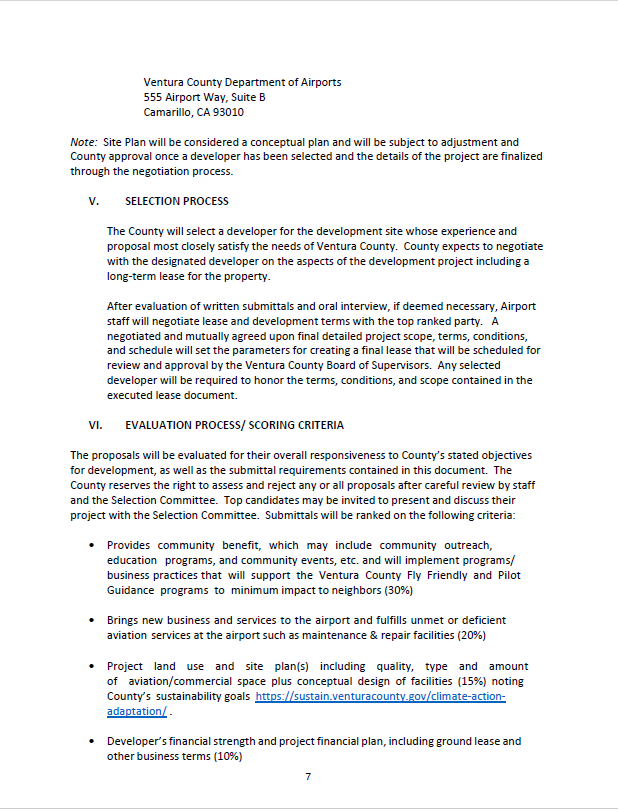 Ventura County Department of Airports
555 Airport Way, Suite B
Camarillo, CA 93010
Note: Site Plan will be considered a conceptual plan and will be subject to adjustment and
County approval once a developer has been selected and the details of the project are finalized
through the negotiation process.
V. SELECTION PROCESS
The County will select a developer for the development site whose experience and
proposal most closely satisfy the needs of Ventura County. County expects to negotiate
with the designated developer on the aspects of the development project including a
long-term lease for the property.
After evaluation of written submittals and oral interview, if deemed necessary, Airport
staff will negotiate lease and development terms with the top ranked party. A
negotiated and mutually agreed upon final detailed project scope, terms, conditions,
and schedule will set the parameters for creating a final lease that will be scheduled for
review and approval by the Ventura County Board of Supervisors. Any selected
developer will be required to honor the terms, conditions, and scope contained in the
executed lease document.
VI. EVALUATION PROCESS/ SCORING CRITERIA
The proposals will be evaluated for their overall responsiveness to County's stated objectives
for development, as well as the submittal requirements contained in this document. The
County reserves the right to assess and reject any or all proposals after careful review by staff
and the Selection Committee. Top candidates may be invited to present and discuss their
project with the Selection Committee. Submittals will be ranked on the following criteria:
• Provides community benefit, which may include community outreach,
education programs, and community events, etc. and will implement programs/
business practices that will support the Ventura County Fly Friendly and Pilot
Guidance programs to minimum impact to neighbors (30%)
• Brings new business and services to the airport and fulfills unmet or deficient
aviation services at the airport such as maintenance & repair facilities (20%)
• Project land use and site plan(s) including quality, type and amount
of aviation/commercial space plus conceptual design of facilities (15%) noting
County's sustainability goals https://sustain.venturacounty.gov/climate-action-
adaptation/ .
• Developer's financial strength and project financial plan, including ground lease and
other business terms (10%)
7